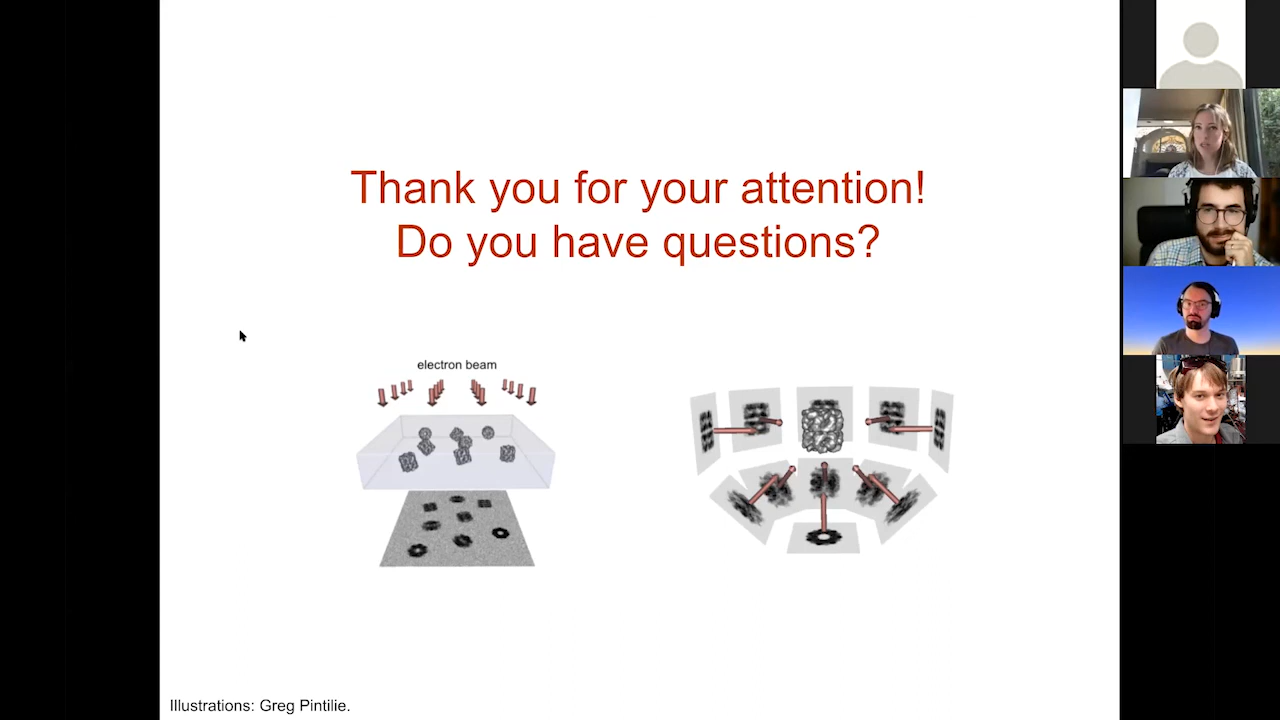 Thank you for your attention!
Do you have questions?
electron beam
Illustrations: Greg Pintilie.